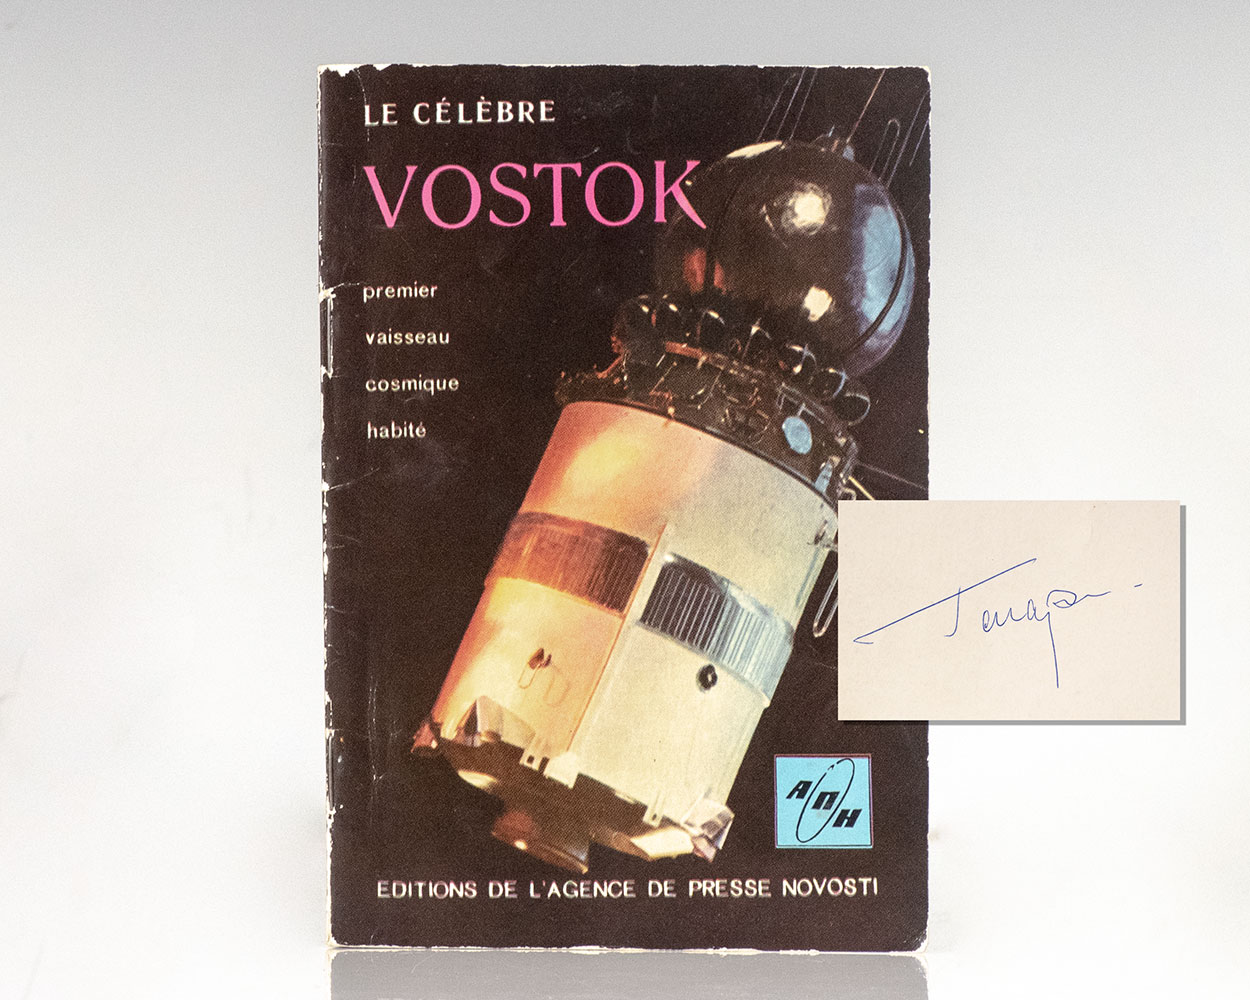 LE CÉLÈBRE
VOSTOK
premier
vaisseau
cosmique
habité
АПН
EDITIONS DE L'AGENCE DE PRESSE NOVOSTI